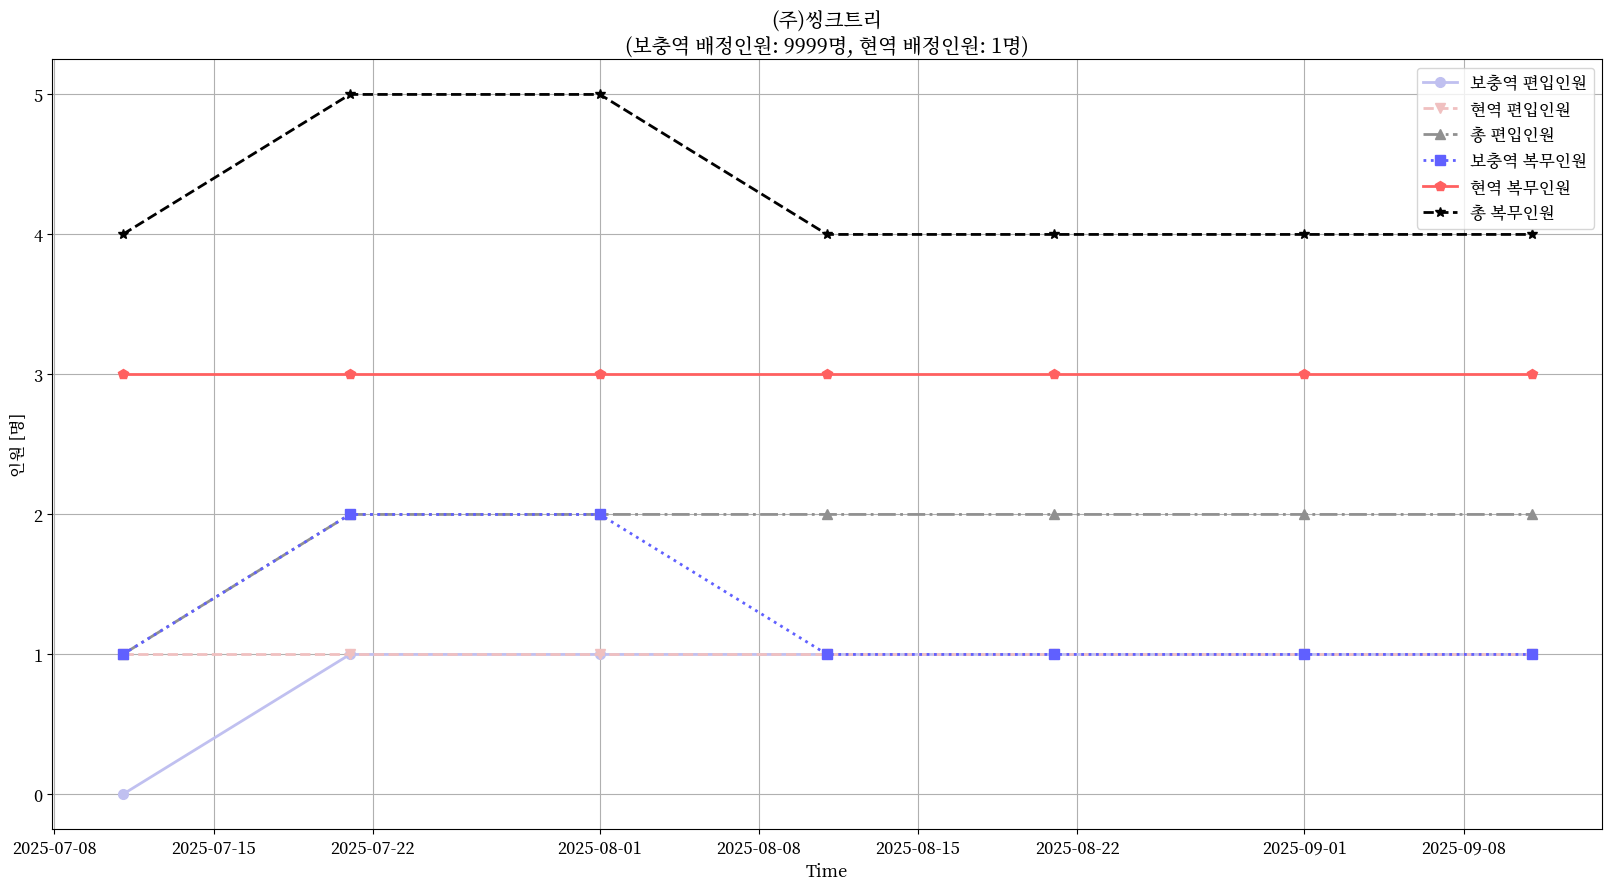 (주)씽크트리
(보충역 배정인원: 9999명, 현역 배정인원: 1명)
보충역 편입인원
현역 편입인원
총 편입인원
보충역 복무인원
현역 복무인원
총 복무인원
인원 [명]
5
4
3
2
1
0
2025-07-08
2025-07-15
2025-07-22
2025-08-01
2025-08-08
2025-08-15
2025-08-22
2025-09-01
2025-09-08
Time